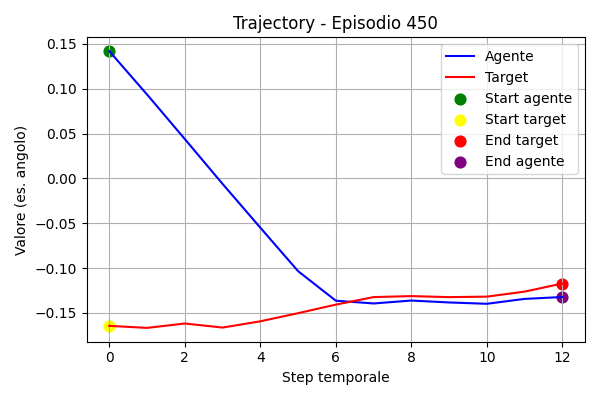 Trajectory - Episodio 450
Valore (es. angolo)
0.15
0.10
0.05
0.00
−0.05
−0.10
−0.15
Agente
Target
Start agente
Start target
End target
End agente
0 2 4 6 8 10 12
Step temporale